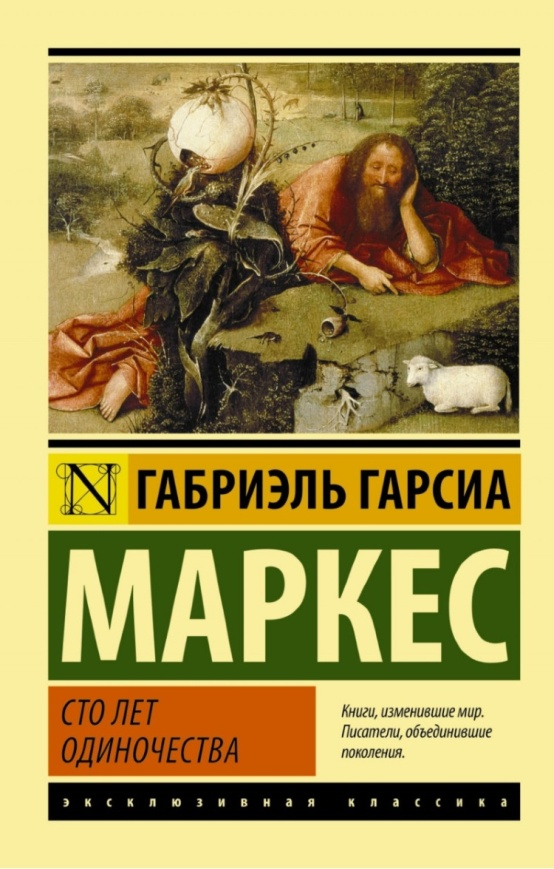 N
ГАБРИЭЛЬ ГАРСИА
МАРКЕС
СТО ЛЕТ
ОДИНОЧЕСТВА
Книги, изменившие мир.
Писатели, объединившие
поколения.
эксклюзивная классика